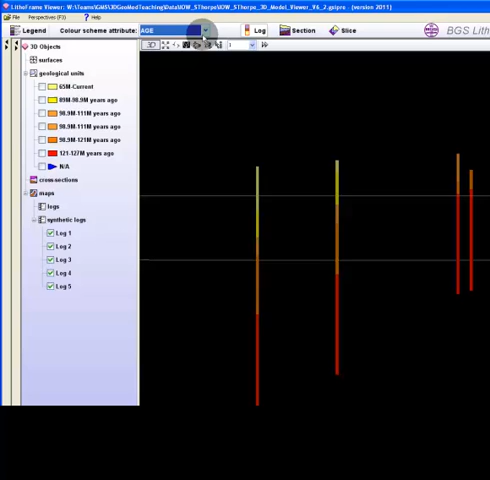 LithoFrame Viewer: W:\Teams\GMS\3DGeoMedTeaching\Data\IOW_SThorpe\IOW_SThorpe_3D_Model_Viewer_V6_2.gsipro - (version 2011)
File Perspectives (F3) Help
Legend Colour scheme attribute: AGE Log Section Slice BGS Lith
3D Objects 3D 1
surfaces
geological units
65M-Current
89M-98.9M years ago
98.9M-111M years ago
98.9M-111M years ago
98.9M-121M years ago
121-127M years ago
N/A
cross-sections
maps
logs
synthetic logs
Log 1
Log 2
Log 3
Log 4
Log 5